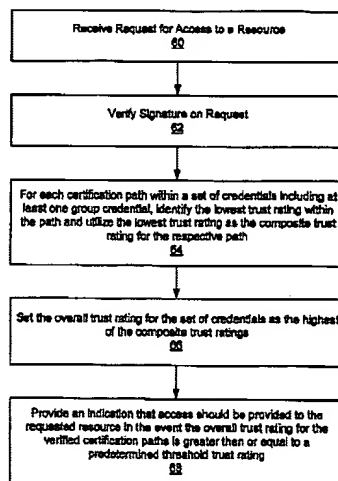 Receive Request for Access to a Resource
60
Verify Signature on Request
62
For each certification path within a set of credentials including at
least one group credential, identify the lowest trust rating within
the path and utilize the lowest trust rating as the composite trust
rating for the respective path
64
Set the overall trust rating for the set of credentials as the highest
of the composite trust ratings
66
Provide an indication that access should be provided to the
requested resource in the event the overall trust rating for the
verified certification paths is greater than or equal to a
predetermined threshold trust rating
68